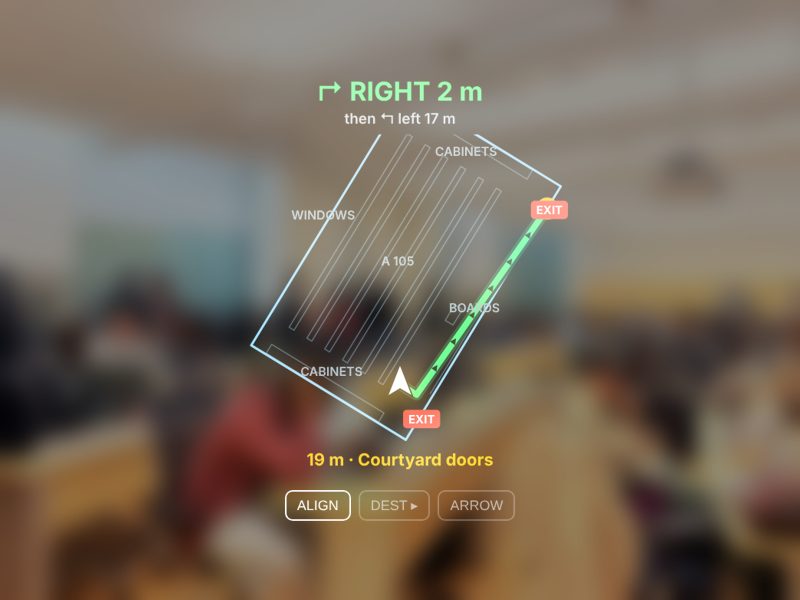 RIGHT 2 m
then ↰ left 17 m
CABINETS
EXIT
WINDOWS
A 105
BOARDS
CABINETS
EXIT
19 m · Courtyard doors
ALIGN
DEST ▸
ARROW